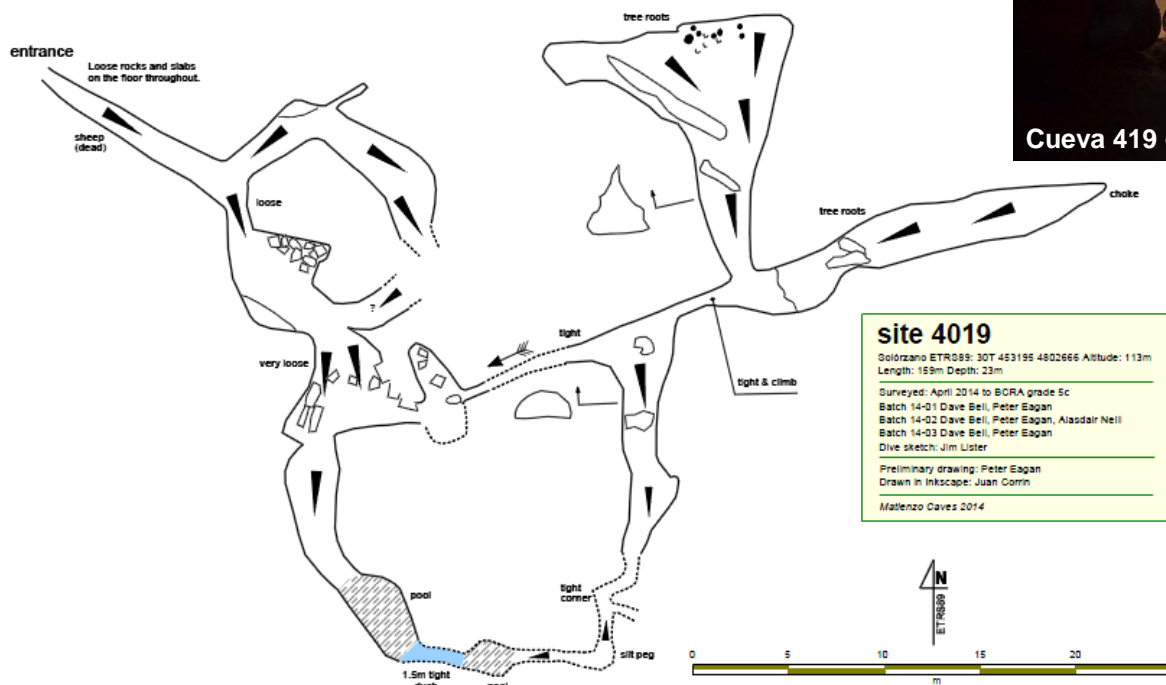 entrance
Loose rocks and slabs
on the floor throughout.
sheep
(dead)
tree roots
Cueva 419
loose
tree roots
choke
?
tight
very loose
tight & climb
site 4019
Solórzano ETRS89: 30T 453195 4802666 Altitude: 113m
Length: 159m Depth: 23m
Surveyed: April 2014 to BCRA grade 5c
Batch 14-01 Dave Bell, Peter Eagan
Batch 14-02 Dave Bell, Peter Eagan, Alasdair Neill
Batch 14-03 Dave Bell, Peter Eagan
Dive sketch: Jim Lister
Preliminary drawing: Peter Eagan
Drawn in Inkscape: Juan Corrin
Matienzo Caves 2014
pool
tight
corner
N
ETRS89
silt peg
1.5m tight
0 5 10 15 20
m